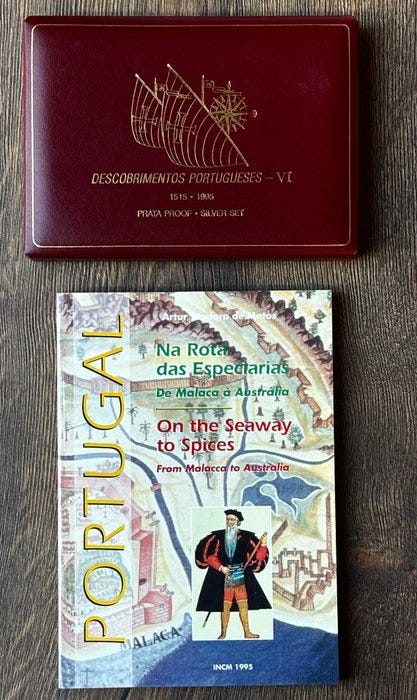 DESCOBRIMENTOS PORTUGUESES - VI
1515 • 1995
PRATA PROOF • SILVER SET
PORTUGAL
Artur Teodoro de Matos
Na Rota
das Especiarias
De Malaca à Austrália
On the Seaway
to Spices
From Malacca to Australia
MALACA
INCM 1995